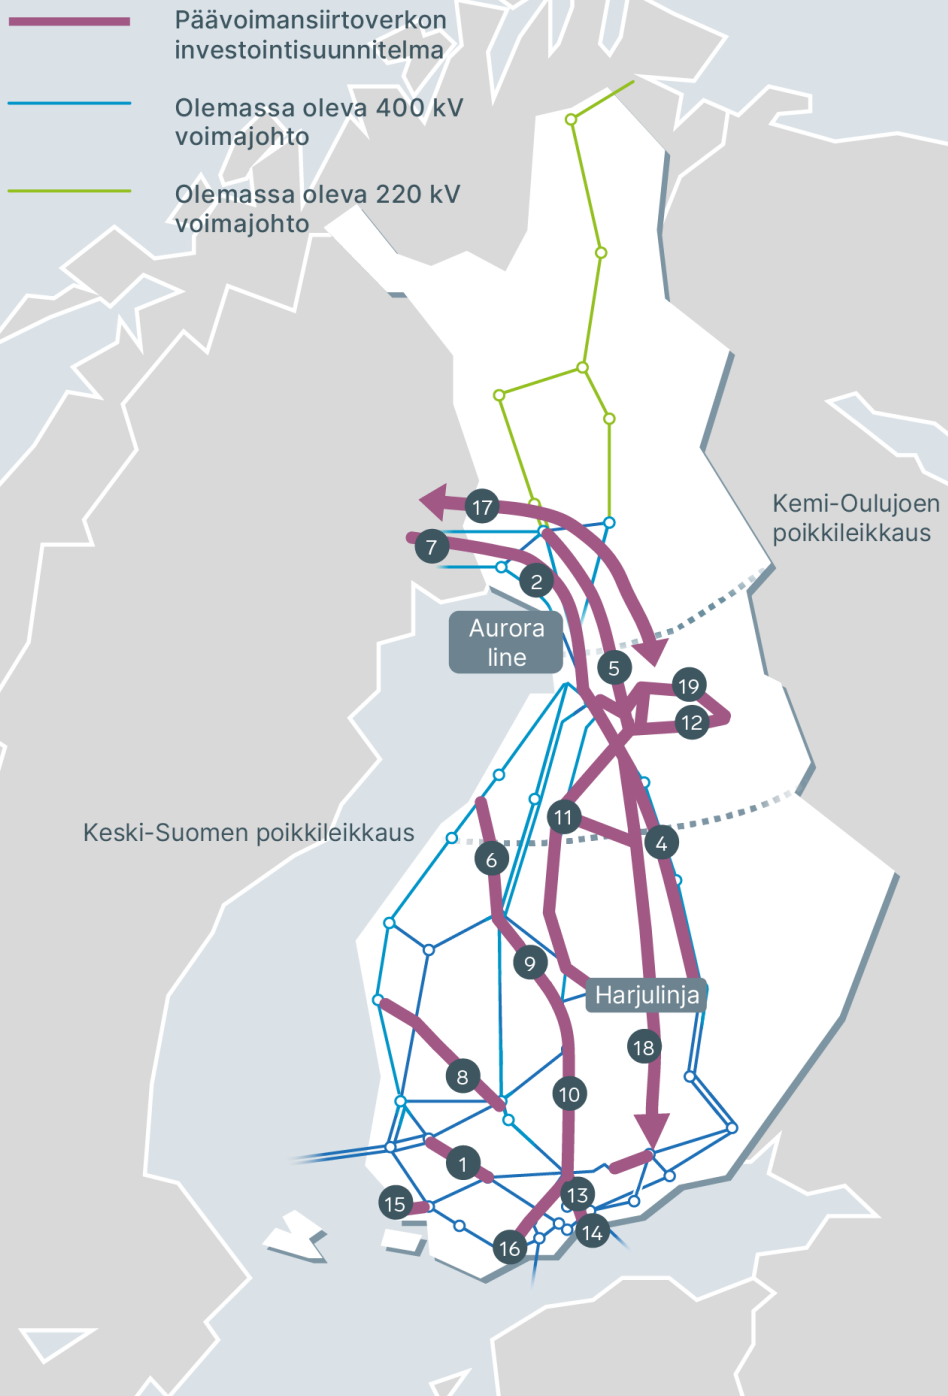 Päävoimansiirtoverkon
investointisuunnitelma
Olemassa oleva 400 kV
voimajohto
Olemassa oleva 220 kV
voimajohto
17
Kemi-Oulujoen
poikkileikkaus
7
2
Aurora
line
5
19
12
11
Keski-Suomen poikkileikkaus
4
6
9
Harjulinja
18
8
10
1
13
15
14
16